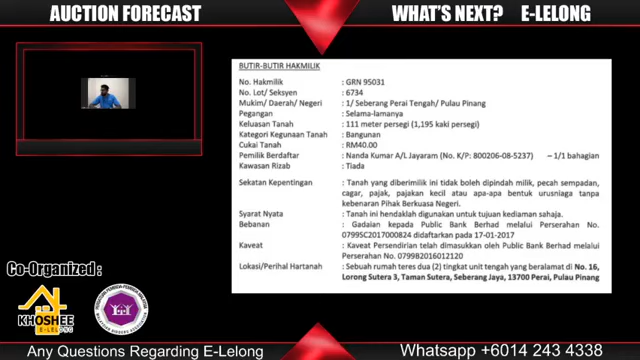 AUCTION FORECAST
WHAT'S NEXT? E-LELONG
BUTIR-BUTIR HAKMILIK
No. Hakmilik : GRN 95031
No. Lot/ Seksyen : 6734
Mukim/ Daerah/ Negeri : 1/ Seberang Perai Tengah/ Pulau Pinang
Pegangan : Selama-lamanya
Keluasan Tanah : 111 meter persegi (1,195 kaki persegi)
Kategori Kegunaan Tanah : Bangunan
Cukai Tanah : RM40.00
Pemilik Berdaftar : Nanda Kumar A/L Jayaram (No. K/P: 800206-08-5237) – 1/1 bahagian
Kawasan Rizab : Tiada
Sekatan Kepentingan : Tanah yang diberimilik ini tidak boleh dipindah milik, pecah sempadan,
cagar, pajak, pajakan kecil atau apa-apa bentuk urusniaga tanpa
kebenaran Pihak Berkuasa Negeri.
Syarat Nyata : Tanah ini hendaklah digunakan untuk tujuan kediaman sahaja.
Bebanan : Gadaian kepada Public Bank Berhad melalui Perserahan No.
0799SC2017000824 didaftarkan pada 17-01-2017
Kaveat : Kaveat Persendirian telah dimasukkan oleh Public Bank Berhad melalui
Perserahan No. 0799B2016012120
Lokasi/Perihal Hartanah : Sebuah rumah teres dua (2) tingkat unit tengah yang beralamat di No. 16,
Lorong Sutera 3, Taman Sutera, Seberang Jaya, 13700 Perai, Pulau Pinang
Co-Organized :
KHOSHEE
E-LELONG
Any Questions Regarding E-Lelong
Whatsapp +6014 243 4338